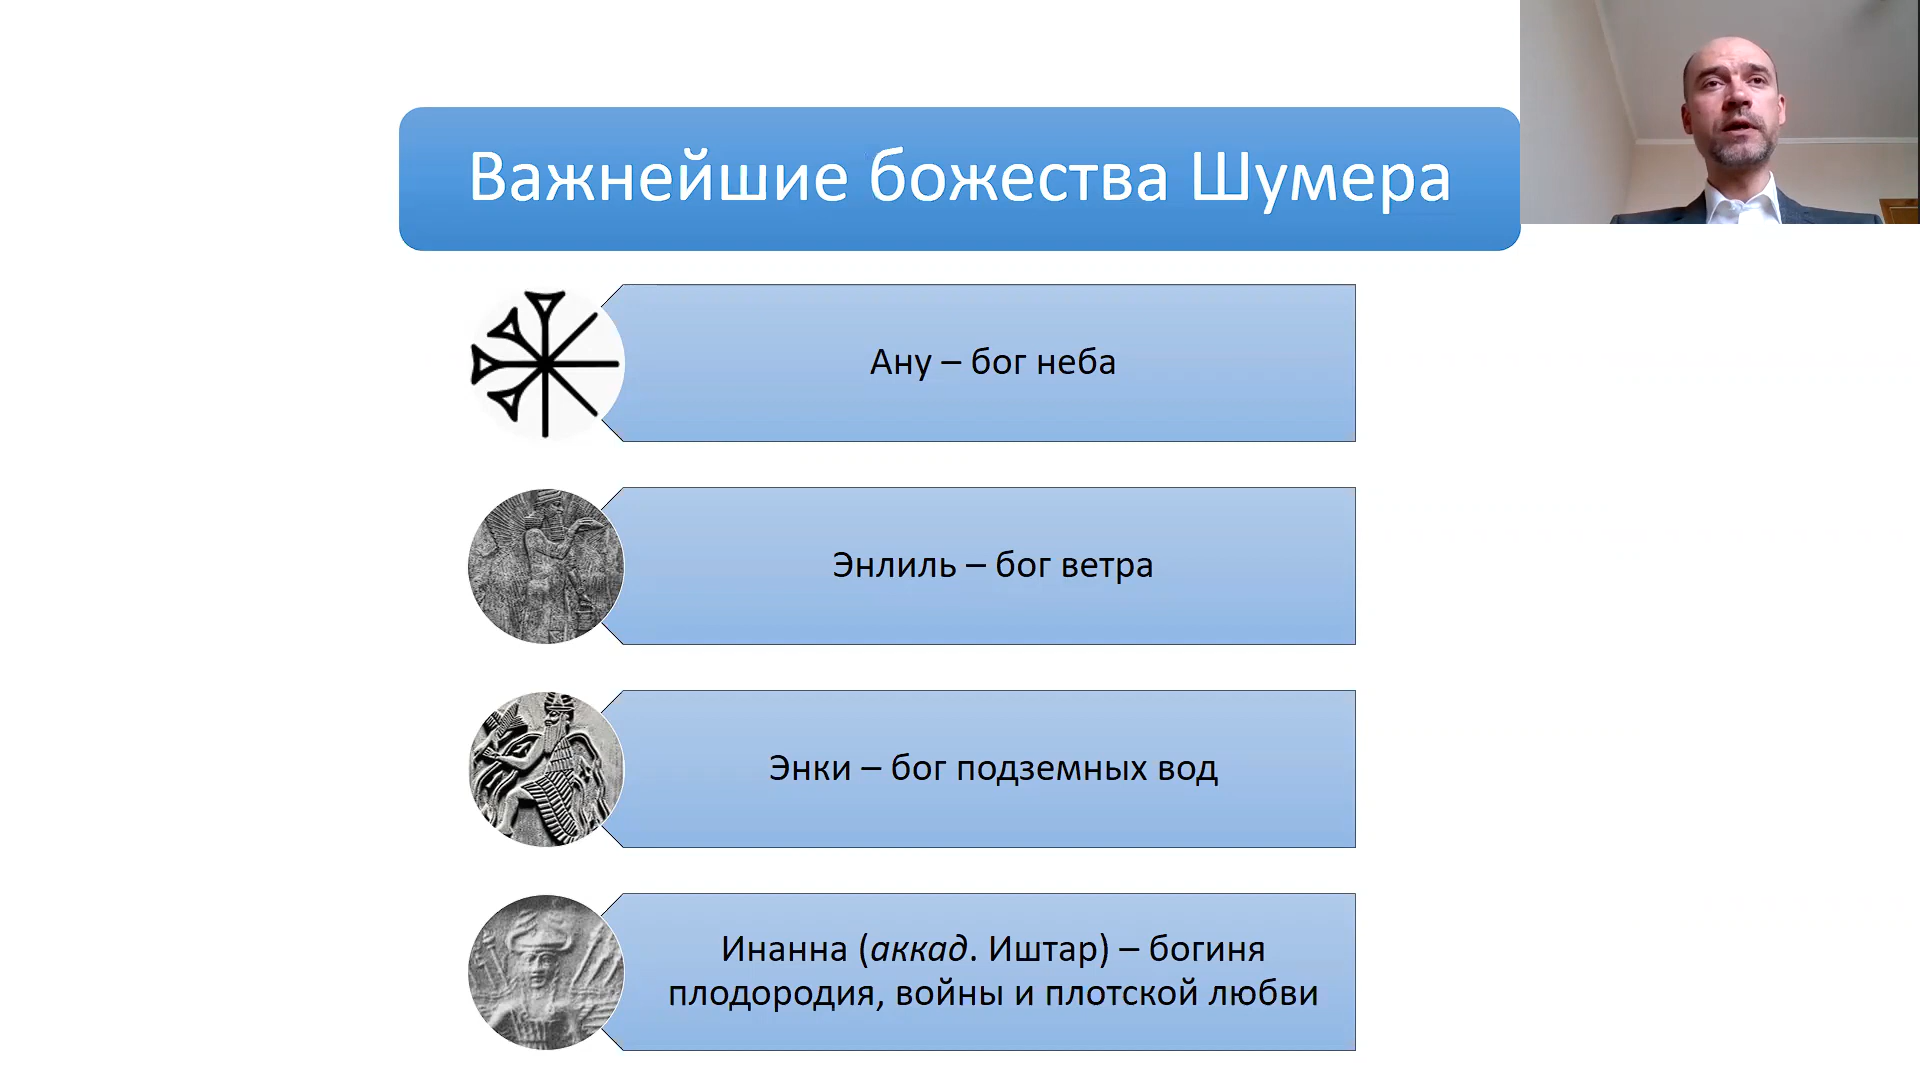 Важнейшие божества Шумера
Ану – бог неба
Энлиль – бог ветра
Энки – бог подземных вод
Инанна (аккад. Иштар) – богиня
плодородия, войны и плотской любви